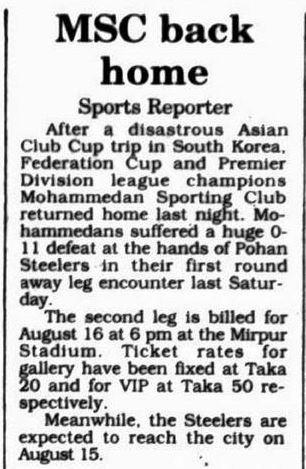 MSC back
home
Sports Reporter
After a disastrous Asian
Club Cup trip in South Korea,
Federation Cup and Premier
Division league champions
Mohammedan Sporting Club
returned home last night. Mo-
hammedans suffered a huge 0-
11 defeat at the hands of Pohan
Steelers in their first round
away leg encounter last Satur-
day.
The second leg is billed for
August 16 at 6 pm at the Mirpur
Stadium. Ticket rates for
gallery have been fixed at Taka
20 and for VIP at Taka 50 re-
spectively.
Meanwhile, the Steelers are
expected to reach the city on
August 15.